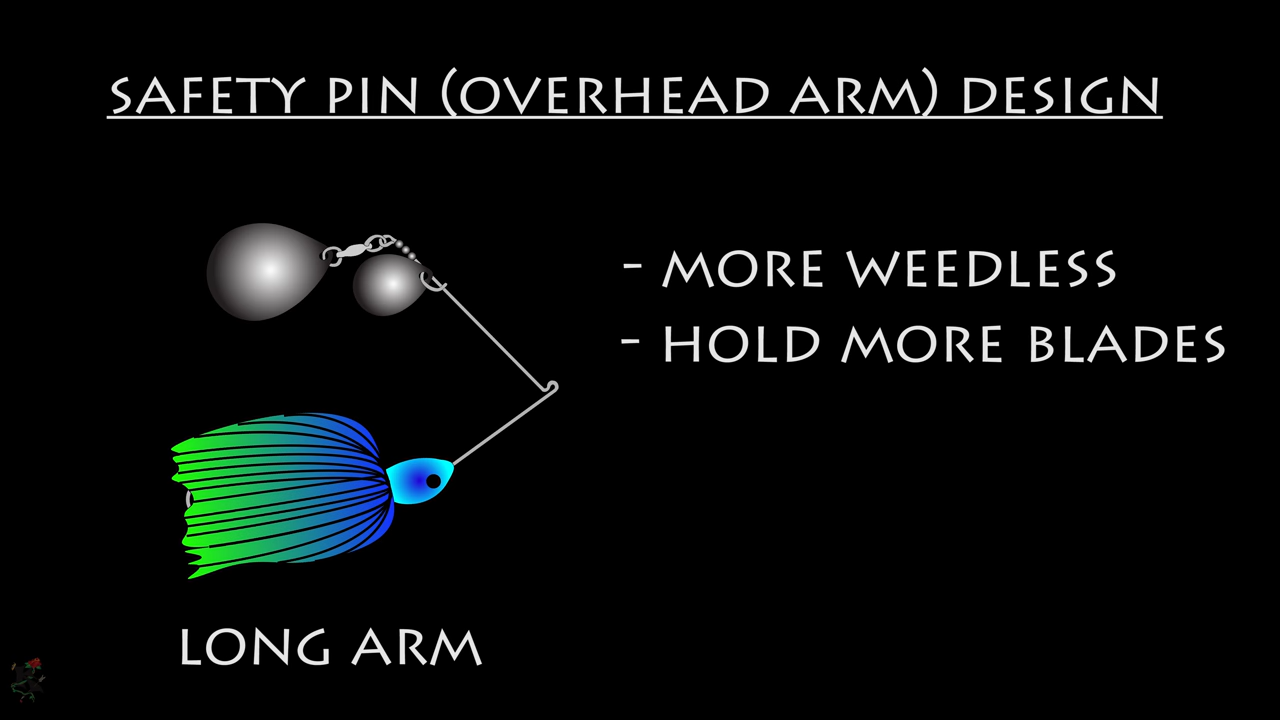 SAFETY PIN (OVERHEAD ARM) DESIGN
- MORE WEEDLESS
- HOLD MORE BLADES
LONG ARM